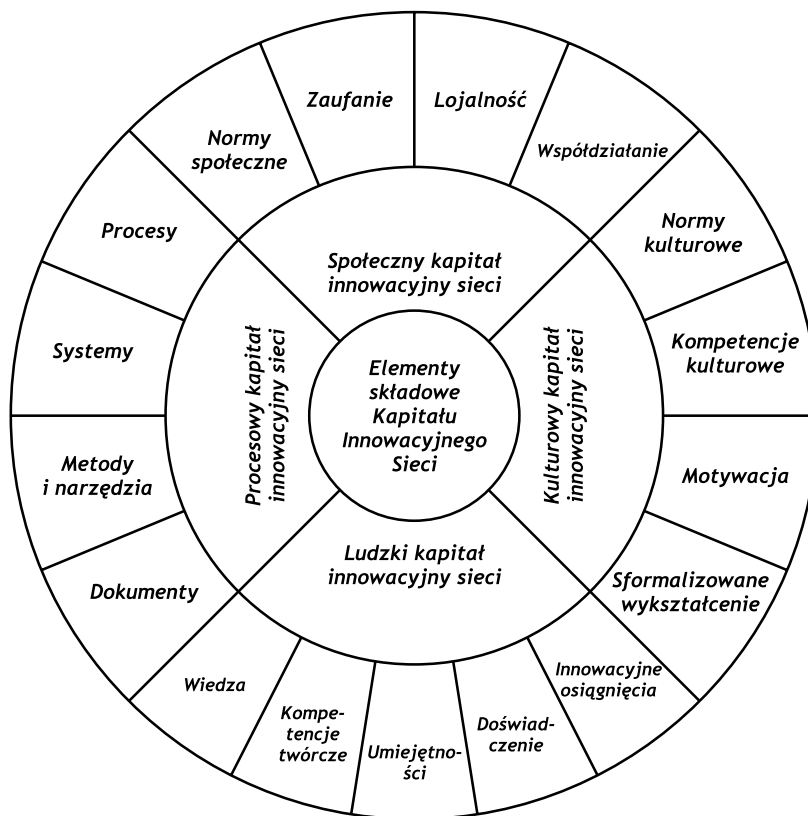 Zaufanie
Lojalność
Normy
społeczne
Współdziałanie
Procesy
Normy
kulturowe
Społeczny kapitał
innowacyjny sieci
Systemy
Kompetencje
kulturowe
Procesowy kapitał
innowacyjny sieci
Elementy
składowe
Kapitału
Innowacyjnego
Sieci
Kulturowy kapitał
innowacyjny sieci
Metody
i narzędzia
Motywacja
Ludzki kapitał
innowacyjny sieci
Dokumenty
Sformalizowane
wykształcenie
Wiedza
Kompe-
tencje
twórcze
Umiejętno-
ści
Doświad-
czenie
Innowacyjne
osiągnięcia